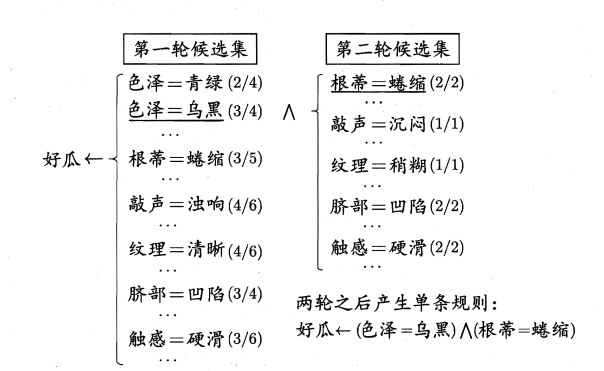 第一轮候选集
色泽=青绿(2/4)
色泽=乌黑(3/4)
…
好瓜←
根蒂=蜷缩(3/5)
…
敲声=浊响(4/6)
…
纹理=清晰(4/6)
…
脐部=凹陷(3/4)
…
触感=硬滑(3/6)
…
∧
第二轮候选集
根蒂=蜷缩(2/2)
…
敲声=沉闷(1/1)
…
纹理=稍糊(1/1)
…
脐部=凹陷(2/2)
…
触感=硬滑(2/2)
…
两轮之后产生单条规则:
好瓜←(色泽=乌黑)∧(根蒂=蜷缩)